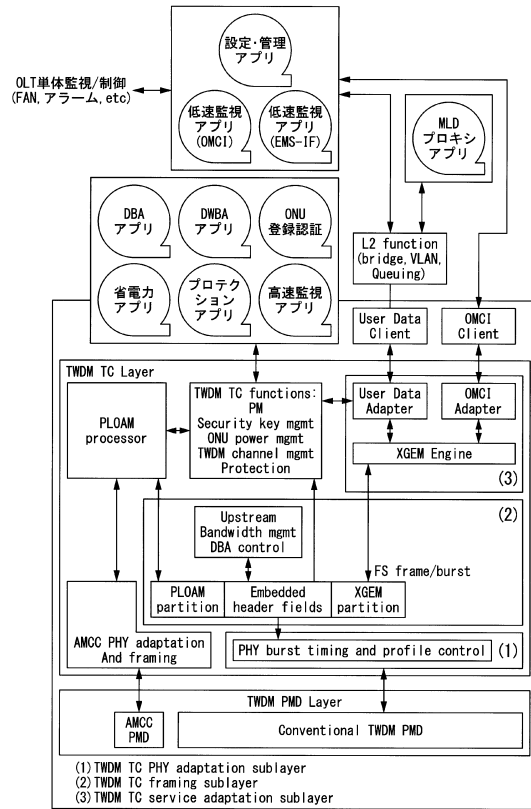 設定・管理
アプリ
OLT単体監視/制御
(FAN,アラーム,etc)
低速監視
アプリ
(OMCI)
低速監視
アプリ
(EMS-IF)
MLD
プロキシ
アプリ
DBA
アプリ
DWBA
アプリ
ONU
登録認証
L2 function
(bridge,VLAN,
Queuing)
省電力
アプリ
プロテク
ション
アプリ
高速監視
アプリ
User Data
Client
OMCI
Client
TWDM TC Layer
PLOAM
processor
TWDM TC functions:
PM
Security key mgmt
ONU power mgmt
TWDM channel mgmt
Protection
User Data
Adapter
OMCI
Adapter
XGEM Engine
(3)
(2)
Upstream
Bandwidth mgmt
DBA control
FS frame/burst
PLOAM
partition
Embedded
header fields
XGEM
partition
AMCC PHY adaptation
And framing
PHY burst timing and profile control
(1)
TWDM PMD Layer
AMCC
PMD
Conventional TWDM PMD
(1) TWDM TC PHY adaptation sublayer
(2) TWDM TC framing sublayer
(3) TWDM TC service adaptation sublayer